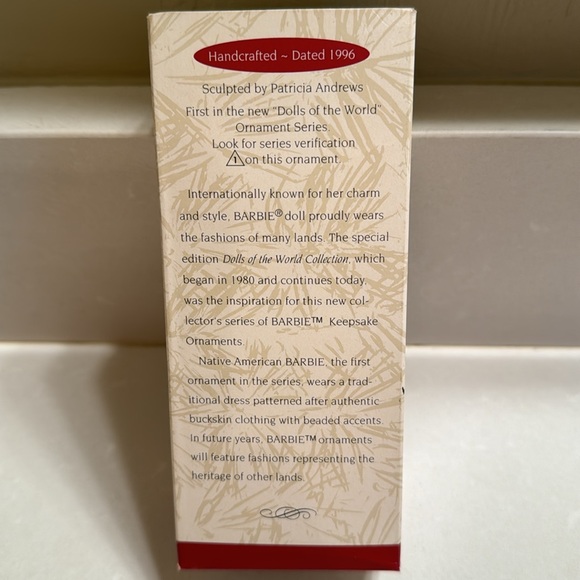 Handcrafted ~ Dated 1996
Sculpted by Patricia Andrews
First in the new "Dolls of the World"
Ornament Series.
Look for series verification
1 on this ornament.
Internationally known for her charm
and style, BARBIE® doll proudly wears
the fashions of many lands. The special
edition Dolls of the World Collection, which
began in 1980 and continues today,
was the inspiration for this new col-
lector's series of BARBIE™ Keepsake
Ornaments
Native American BARBIE, the first
ornament in the series, wears a trad-
itional dress patterned after authentic
buckskin clothing with beaded accents.
In future years, BARBIE™ ornaments
will feature fashions representing the
heritage of other lands.